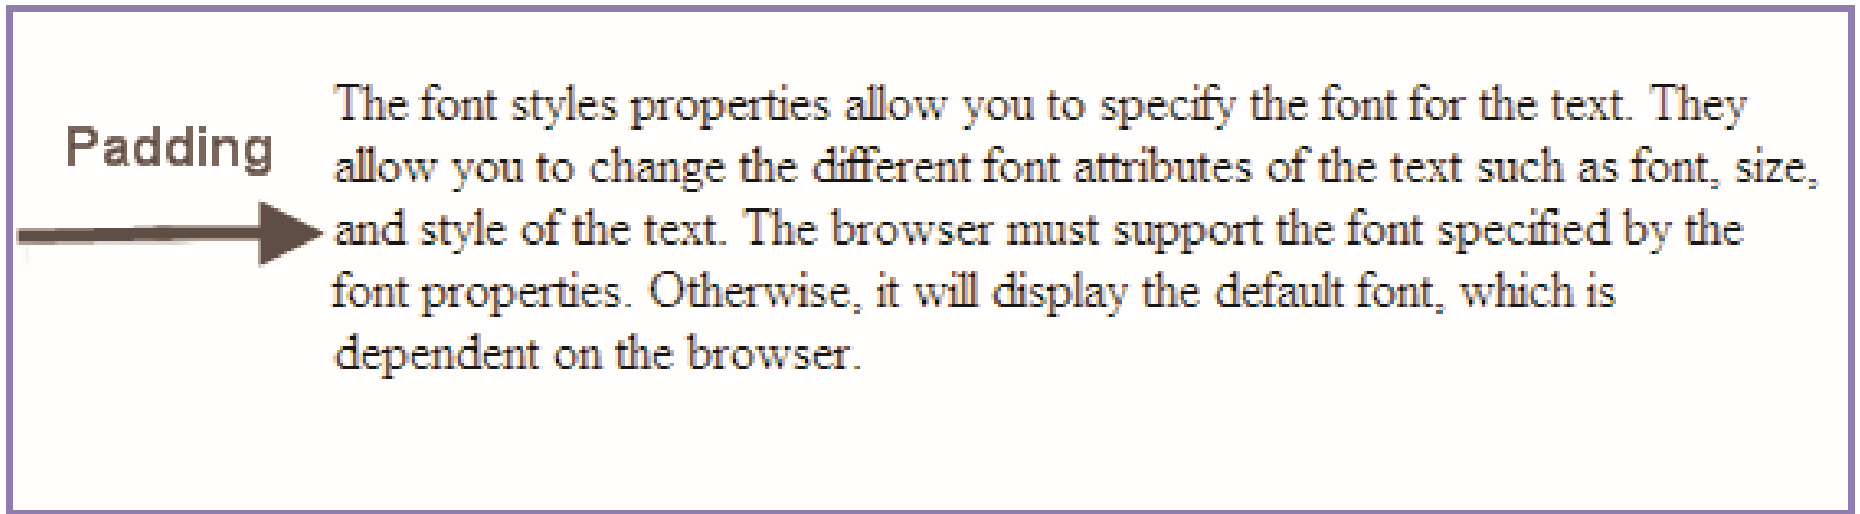 Padding
The font styles properties allow you to specify the font for the text. They
allow you to change the different font attributes of the text such as font, size,
and style of the text. The browser must support the font specified by the
font properties. Otherwise, it will display the default font, which is
dependent on the browser.